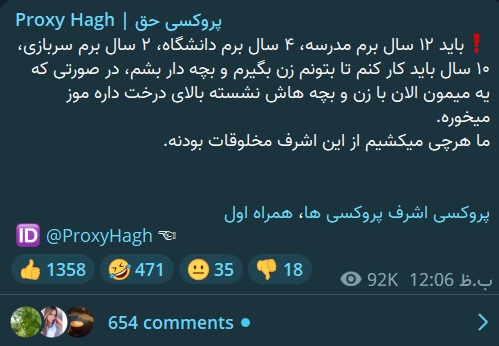 Proxy Hagh | پروکسی حق
❗ باید ۱۲ سال برم مدرسه، ۴ سال برم دانشگاه، ۲ سال برم سربازی،
۱۰ سال باید کار کنم تا بتونم زن بگیرم و بچه دار بشم، در صورتی که
یه میمون الان با زن و بچه هاش نشسته بالای درخت داره موز
میخوره.
ما هرچی میکشیم از این اشرف مخلوقات بودنه.
پروکسی اشرف پروکسی ها، همراه اول
🆔 @ProxyHagh 👈
👍 1358 🤣 471 😐 35 👎 18 92K 12:06 ب.ظ
654 comments